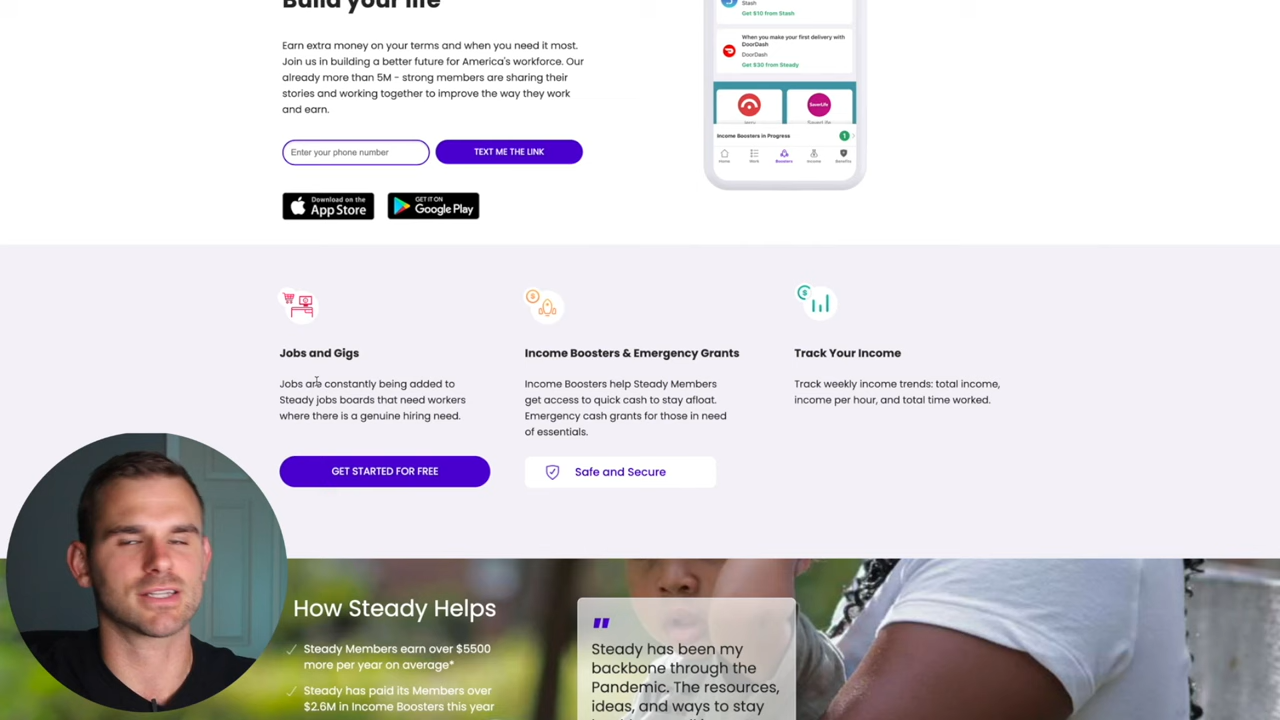 Build your life
Earn extra money on your terms and when you need it most.
Join us in building a better future for America's workforce. Our
already more than 5M - strong members are sharing their
stories and working together to improve the way they work
and earn.
Enter your phone number
TEXT ME THE LINK
Download on the
App Store
GET IT ON
Google Play
Stash
Get $10 from Stash
When you make your first delivery with
DoorDash
DoorDash
Get $30 from Steady
SaverLife
Income Boosters in Progress
1
Home
Work
Boosters
Income
Benefits
Jobs and Gigs
Jobs are constantly being added to
Steady jobs boards that need workers
where there is a genuine hiring need.
GET STARTED FOR FREE
Income Boosters & Emergency Grants
Income Boosters help Steady Members
get access to quick cash to stay afloat.
Emergency cash grants for those in need
of essentials.
Safe and Secure
Track Your Income
Track weekly income trends: total income,
income per hour, and total time worked.
How Steady Helps
Steady Members earn over $5500
more per year on average*
Steady has paid its Members over
$2.6M in Income Boosters this year
"
Steady has been my
backbone through the
Pandemic. The resources,
ideas, and ways to stay